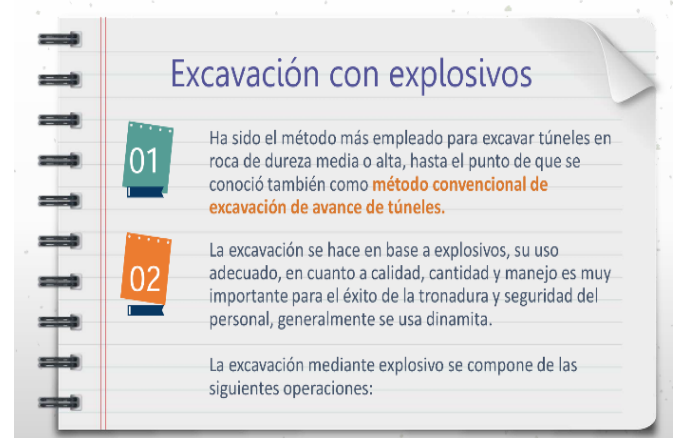 Excavación con explosivos
01
Ha sido el método más empleado para excavar túneles en
roca de dureza media o alta, hasta el punto de que se
conoció también como método convencional de
excavación de avance de túneles.
02
La excavación se hace en base a explosivos, su uso
adecuado, en cuanto a calidad, cantidad y manejo es muy
importante para el éxito de la tronadura y seguridad del
personal, generalmente se usa dinamita.
La excavación mediante explosivo se compone de las
siguientes operaciones: